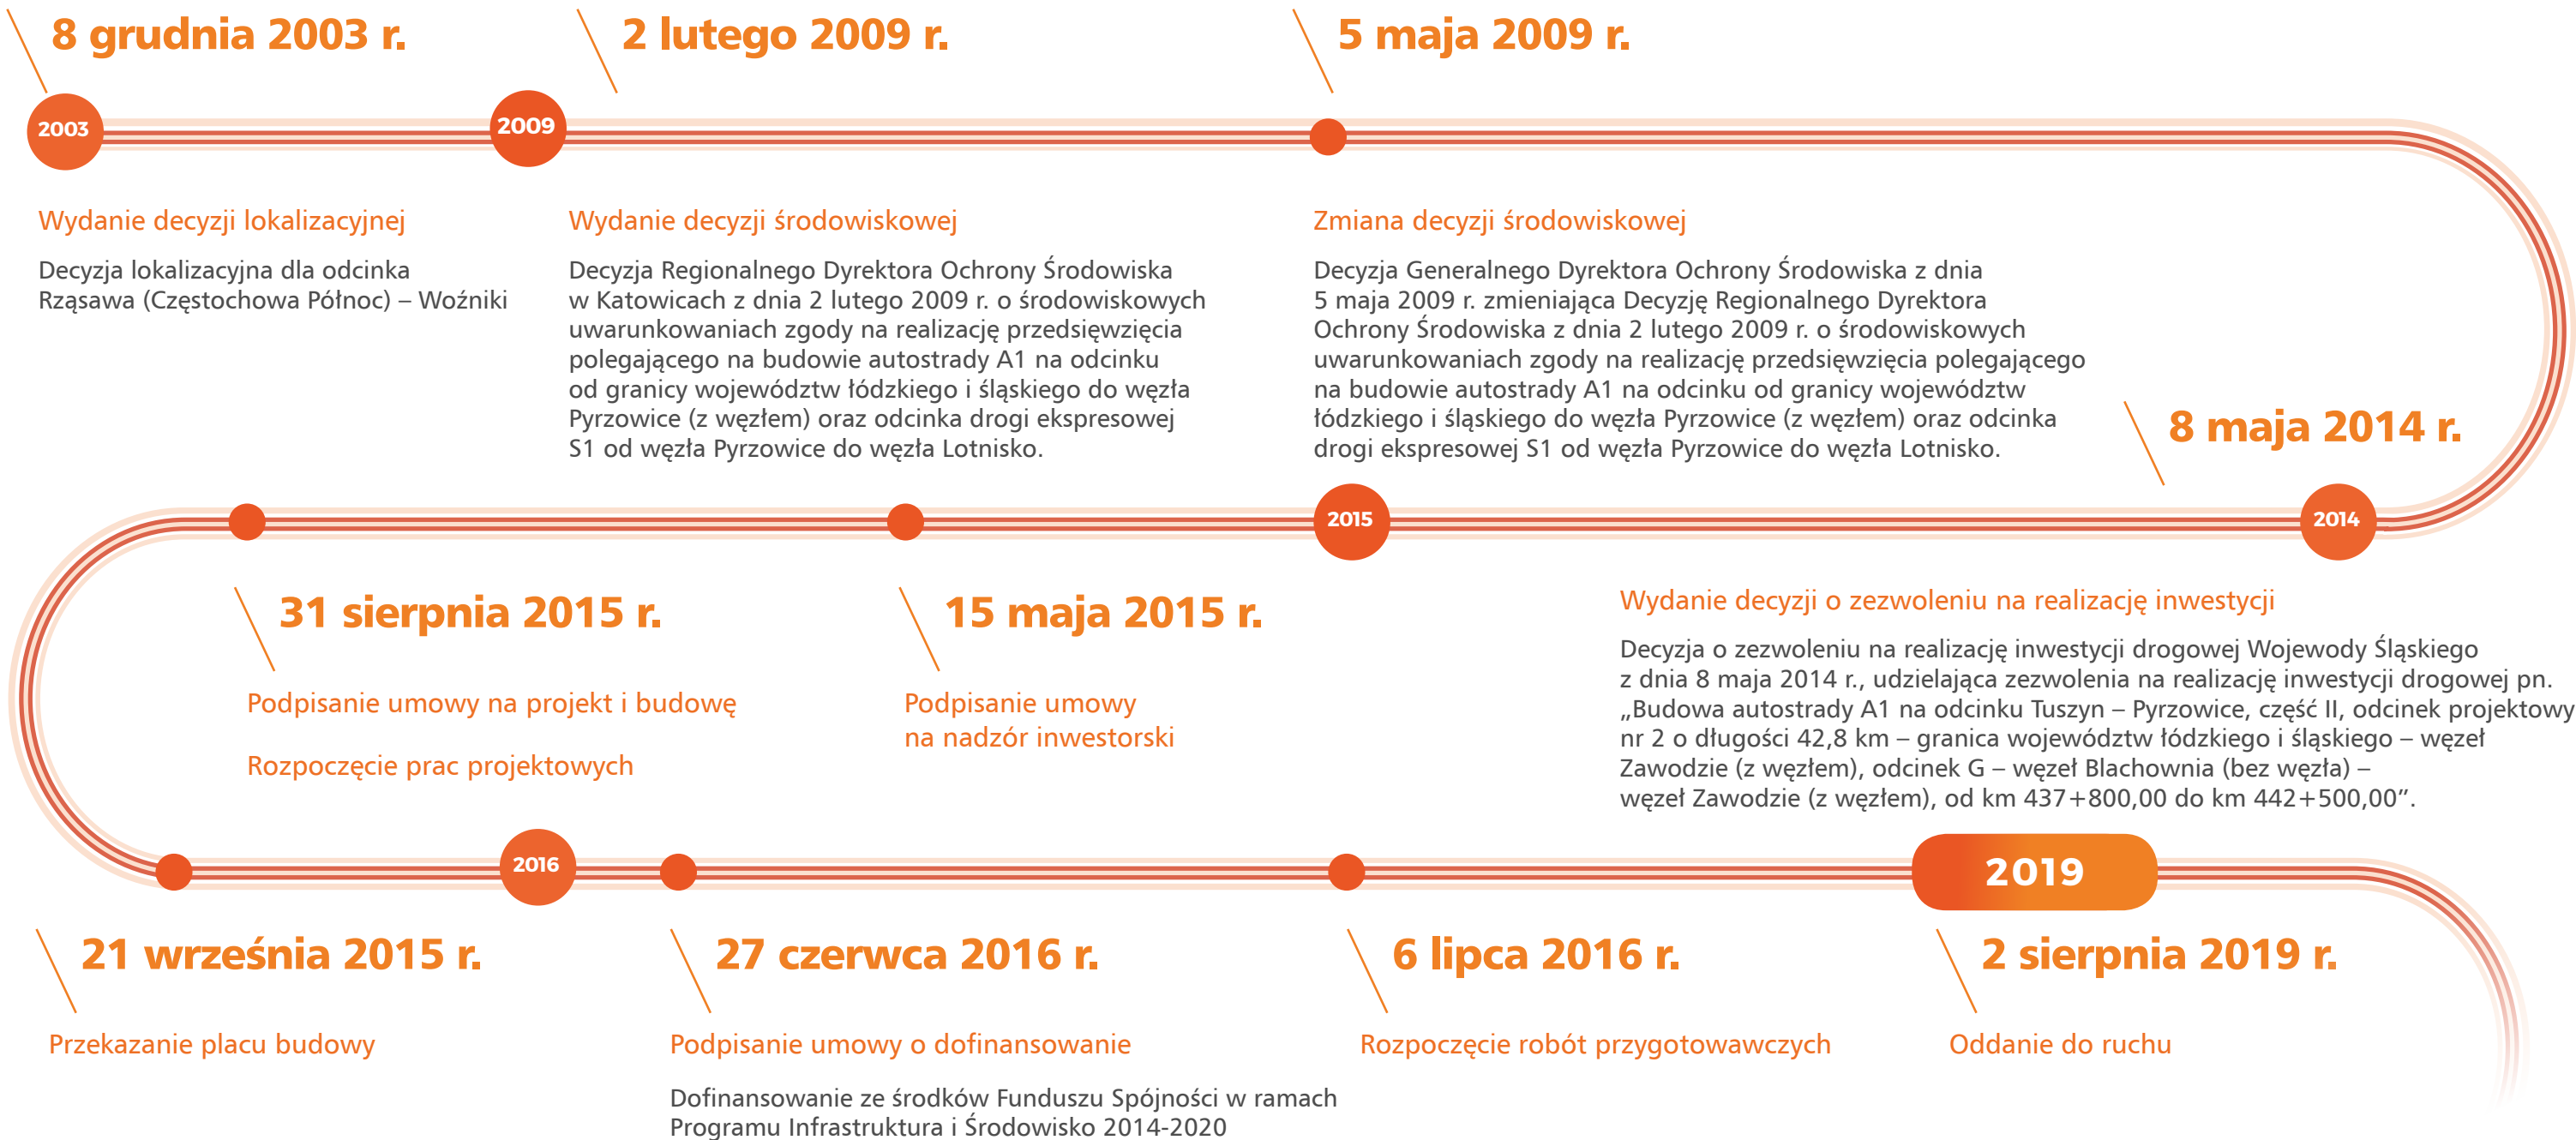 8 grudnia 2003 r.
2003
Wydanie decyzji lokalizacyjnej
Decyzja lokalizacyjna dla odcinka
Rząsawa (Częstochowa Północ) – Woźniki
2 lutego 2009 r.
2009
Wydanie decyzji środowiskowej
Decyzja Regionalnego Dyrektora Ochrony Środowiska
w Katowicach z dnia 2 lutego 2009 r. o środowiskowych
uwarunkowaniach zgody na realizację przedsięwzięcia
polegającego na budowie autostrady A1 na odcinku
od granicy województw łódzkiego i śląskiego do węzła
Pyrzowice (z węzłem) oraz odcinka drogi ekspresowej
S1 od węzła Pyrzowice do węzła Lotnisko.
5 maja 2009 r.
Zmiana decyzji środowiskowej
Decyzja Generalnego Dyrektora Ochrony Środowiska z dnia
5 maja 2009 r. zmieniająca Decyzję Regionalnego Dyrektora
Ochrony Środowiska z dnia 2 lutego 2009 r. o środowiskowych
uwarunkowaniach zgody na realizację przedsięwzięcia polegającego
na budowie autostrady A1 na odcinku od granicy województw
łódzkiego i śląskiego do węzła Pyrzowice (z węzłem) oraz odcinka
drogi ekspresowej S1 od węzła Pyrzowice do węzła Lotnisko.
8 maja 2014 r.
2014
Wydanie decyzji o zezwoleniu na realizację inwestycji
Decyzja o zezwoleniu na realizację inwestycji drogowej Wojewody Śląskiego
z dnia 8 maja 2014 r., udzielająca zezwolenia na realizację inwestycji drogowej pn.
„Budowa autostrady A1 na odcinku Tuszyn – Pyrzowice, część II, odcinek projektowy
nr 2 o długości 42,8 km – granica województw łódzkiego i śląskiego – węzeł
Zawodzie (z węzłem), odcinek G – węzeł Blachownia (bez węzła) –
węzeł Zawodzie (z węzłem), od km 437+800,00 do km 442+500,00”.
2015
15 maja 2015 r.
Podpisanie umowy
na nadzór inwestorski
31 sierpnia 2015 r.
Podpisanie umowy na projekt i budowę
Rozpoczęcie prac projektowych
21 września 2015 r.
Przekazanie placu budowy
2016
27 czerwca 2016 r.
Podpisanie umowy o dofinansowanie
Dofinansowanie ze środków Funduszu Spójności w ramach
Programu Infrastruktura i Środowisko 2014-2020
6 lipca 2016 r.
Rozpoczęcie robót przygotowawczych
2019
2 sierpnia 2019 r.
Oddanie do ruchu